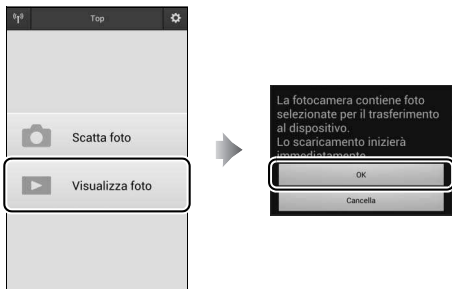 Top
Scatta foto
Visualizza foto
La fotocamera contiene foto
selezionate per il trasferimento
al dispositivo.
Lo scaricamento inizierà
immediatamente.
OK
Cancella